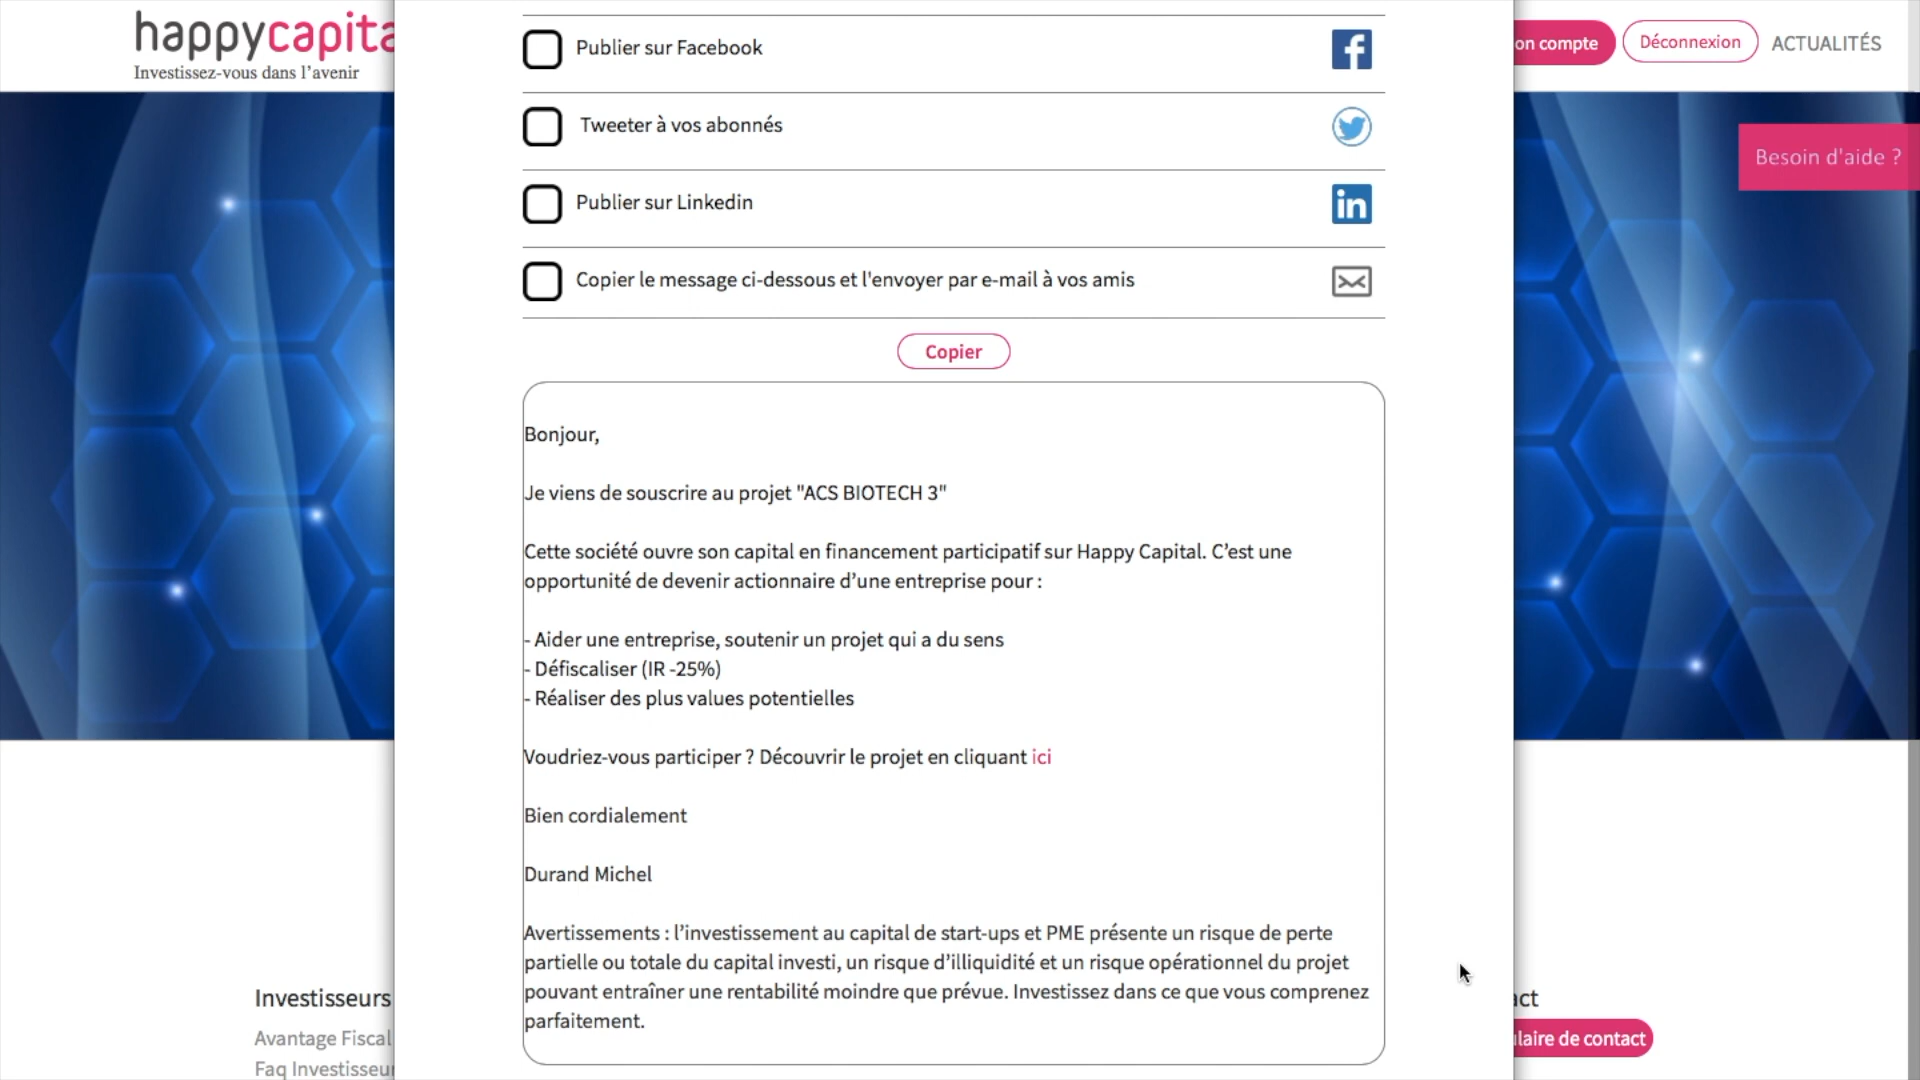 happycapita
Investissez-vous dans l’avenir
on compte
Déconnexion
ACTUALITÉS
Besoin d'aide ?
Publier sur Facebook
Tweeter à vos abonnés
Publier sur Linkedin
Copier le message ci-dessous et l'envoyer par e-mail à vos amis
Copier
Bonjour,
Je viens de souscrire au projet "ACS BIOTECH 3"
Cette société ouvre son capital en financement participatif sur Happy Capital. C’est une
opportunité de devenir actionnaire d’une entreprise pour :
- Aider une entreprise, soutenir un projet qui a du sens
- Défiscaliser (IR -25%)
- Réaliser des plus values potentielles
Voudriez-vous participer ? Découvrir le projet en cliquant ici
Bien cordialement
Durand Michel
Avertissements : l’investissement au capital de start-ups et PME présente un risque de perte
partielle ou totale du capital investi, un risque d’illiquidité et un risque opérationnel du projet
pouvant entraîner une rentabilité moindre que prévue. Investissez dans ce que vous comprenez
parfaitement.
Investisseurs
Avantage Fiscal
Faq Investisseu
act
ulaire de contact